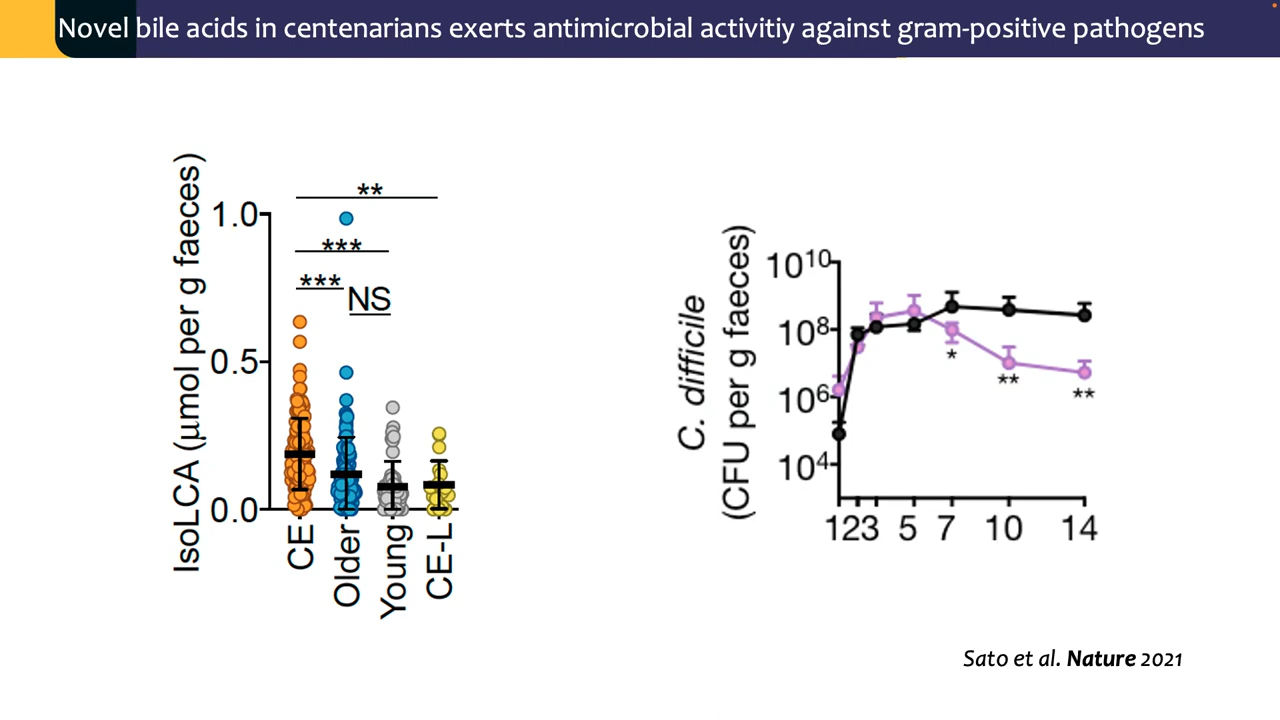 Novel bile acids in centenarians exerts antimicrobial activitiy against gram-positive pathogens
IsoLCA (µmol per g faeces)
1.0
0.5
0.0
**
***
***
NS
CE
Older
Young
CE-L
C. difficile
(CFU per g faeces)
10^10
10^8
10^6
10^4
*
**
**
1 2 3 5 7 10 14
Sato et al. Nature 2021